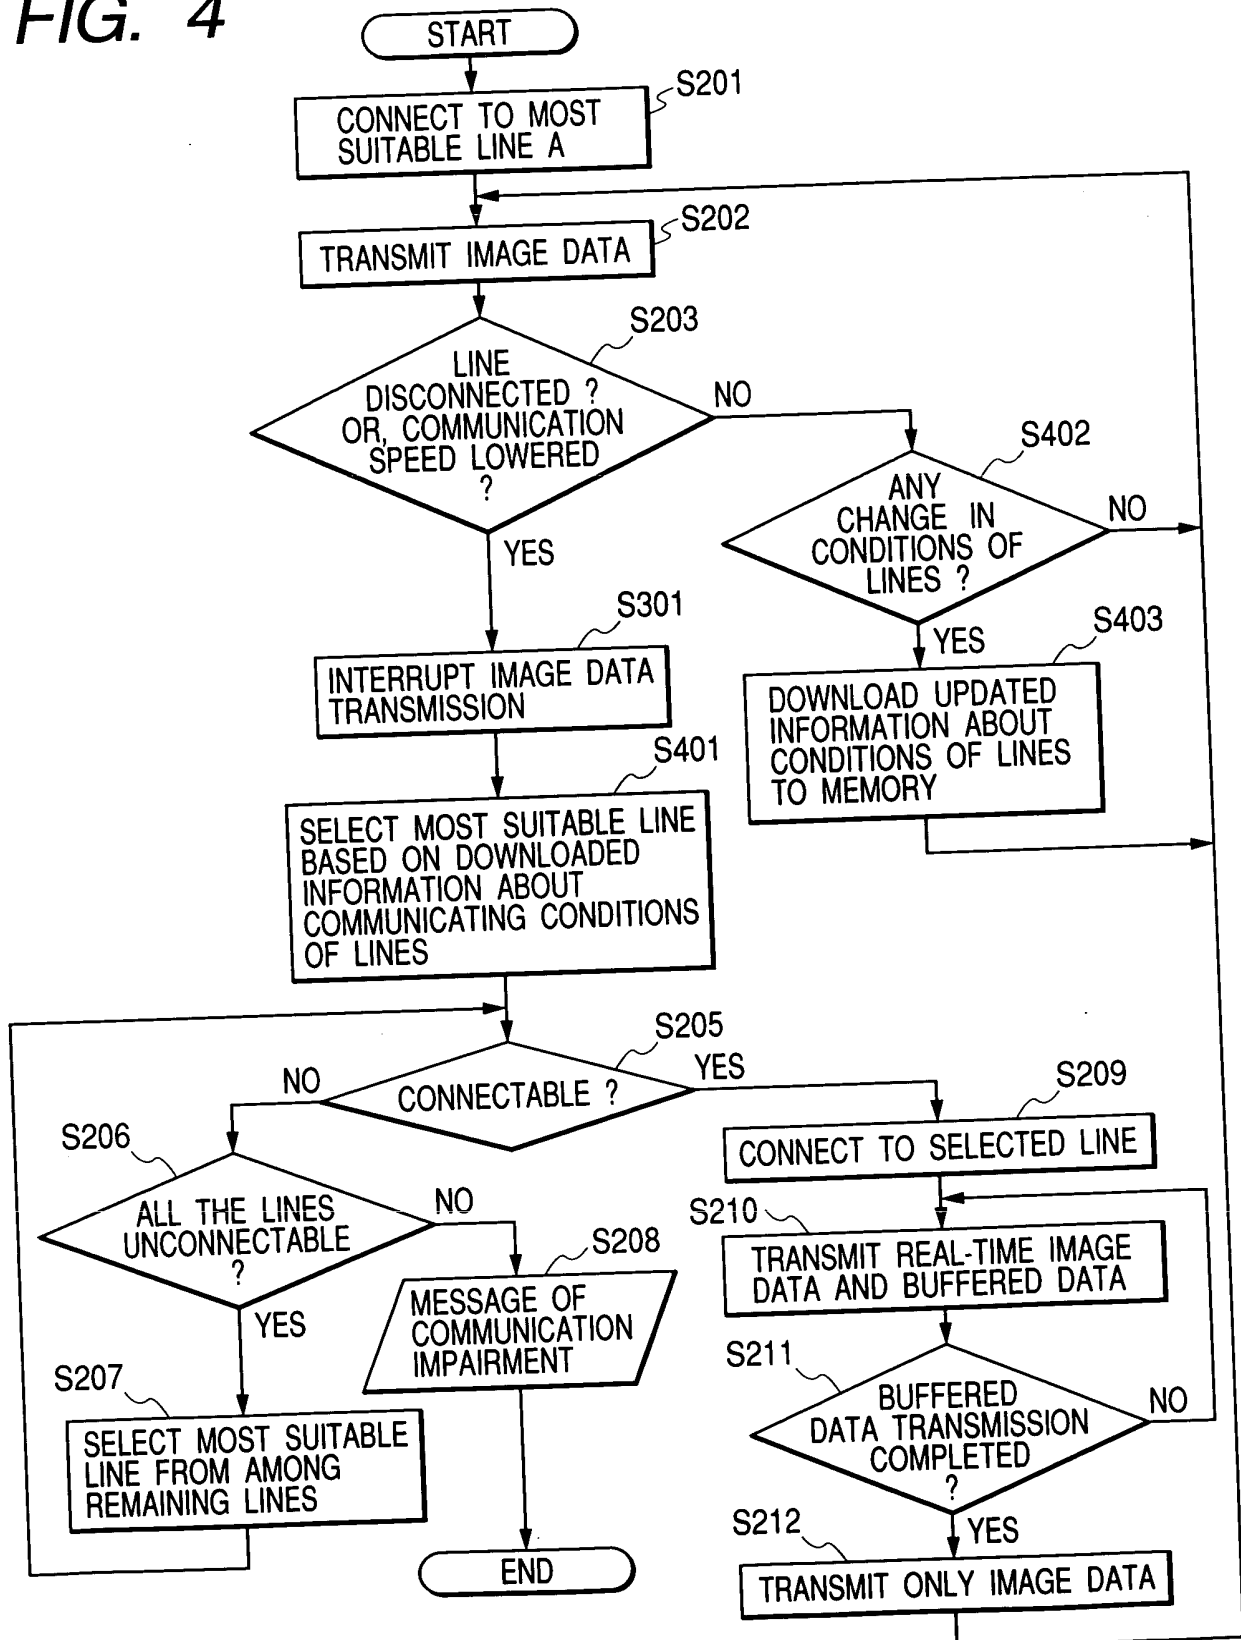 FIG. 4
START
S201
CONNECT TO MOST
SUITABLE LINE A
S202
TRANSMIT IMAGE DATA
S203
LINE
DISCONNECTED ?
OR, COMMUNICATION
SPEED LOWERED
?
NO
YES
S402
ANY
CHANGE IN
CONDITIONS OF
LINES ?
NO
YES
S403
DOWNLOAD UPDATED
INFORMATION ABOUT
CONDITIONS OF LINES
TO MEMORY
S301
INTERRUPT IMAGE DATA
TRANSMISSION
S401
SELECT MOST SUITABLE LINE
BASED ON DOWNLOADED
INFORMATION ABOUT
COMMUNICATING CONDITIONS
OF LINES
S205
CONNECTABLE ?
NO
YES
S206
ALL THE LINES
UNCONNECTABLE
?
NO
YES
S208
MESSAGE OF
COMMUNICATION
IMPAIRMENT
S207
SELECT MOST SUITABLE
LINE FROM AMONG
REMAINING LINES
END
S209
CONNECT TO SELECTED LINE
S210
TRANSMIT REAL-TIME IMAGE
DATA AND BUFFERED DATA
S211
BUFFERED
DATA TRANSMISSION
COMPLETED
?
NO
YES
S212
TRANSMIT ONLY IMAGE DATA